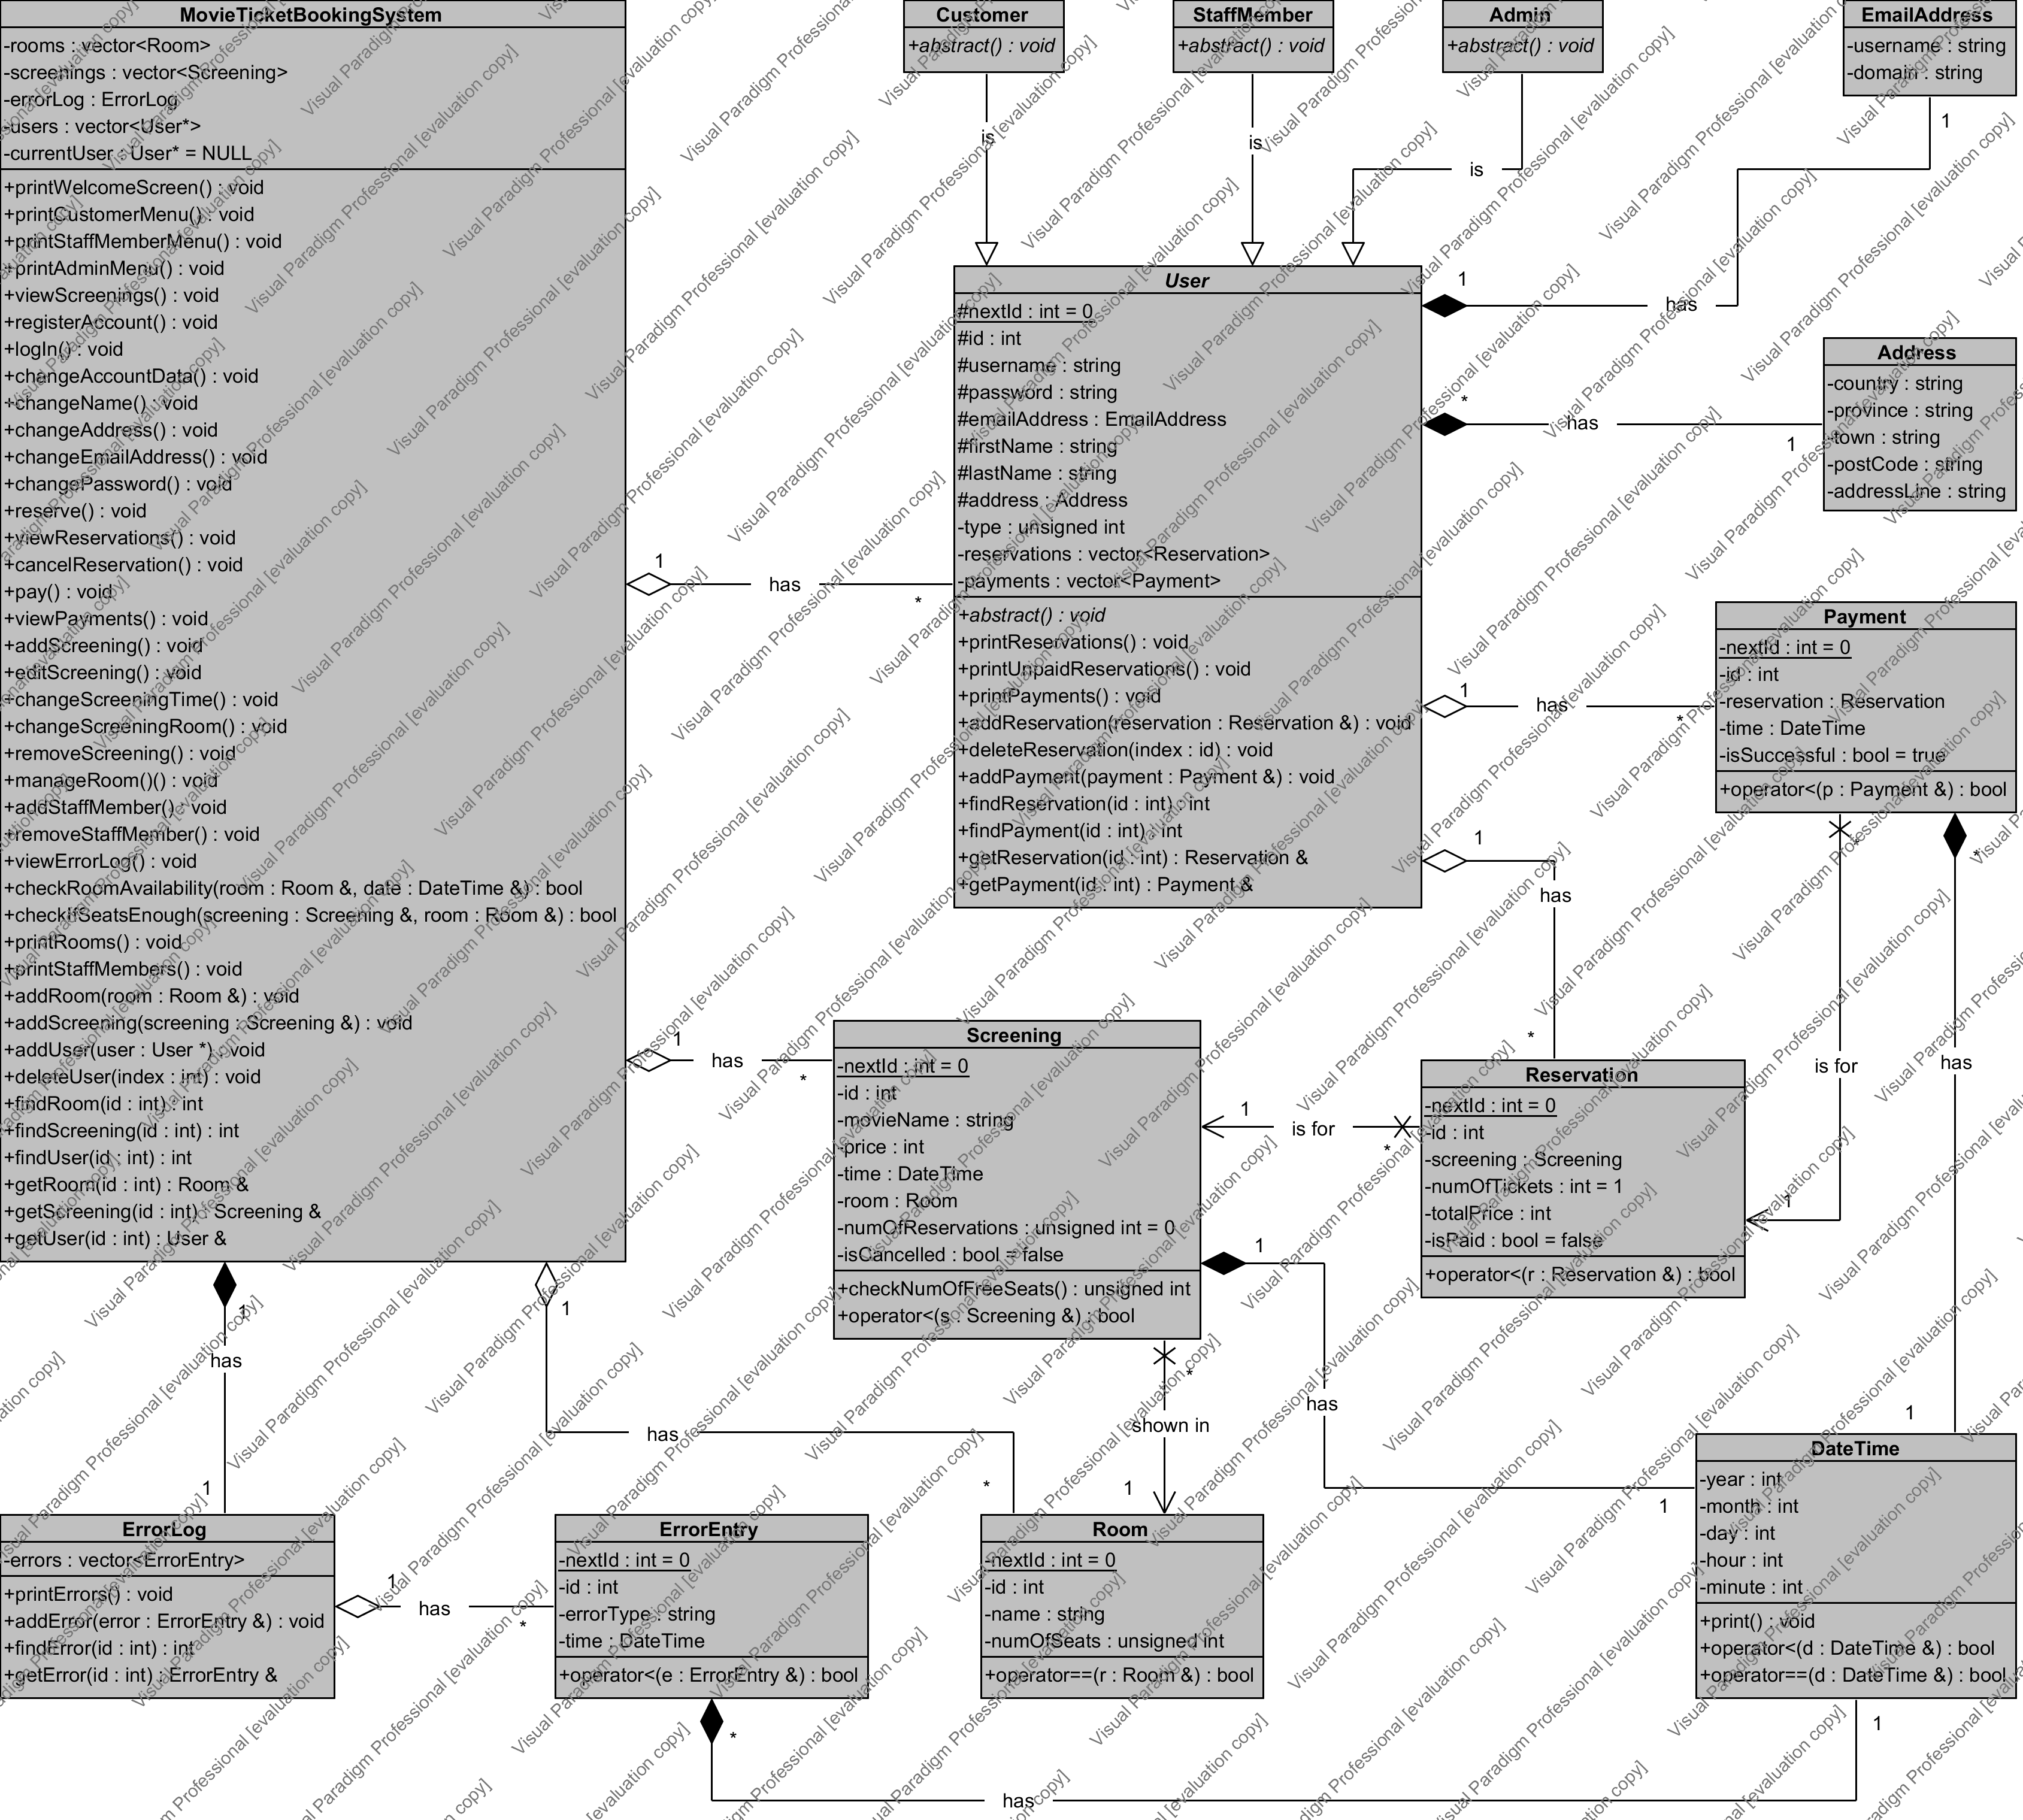 MovieTicketBookingSystem
-rooms : vector<Room>
-screenings : vector<Screening>
-errorLog : ErrorLog
-users : vector<User*>
-currentUser : User* = NULL
+printWelcomeScreen() : void
+printCustomerMenu() : void
+printStaffMemberMenu() : void
+printAdminMenu() : void
+viewScreenings() : void
+registerAccount() : void
+logIn() : void
+changeAccountData() : void
+changeName() : void
+changeAddress() : void
+changeEmailAddress() : void
+changePassword() : void
+reserve() : void
+viewReservations() : void
+cancelReservation() : void
+pay() : void
+viewPayments() : void
+addScreening() : void
+editScreening() : void
+changeScreeningTime() : void
+changeScreeningRoom() : void
+removeScreening() : void
+manageRoom()() : void
+addStaffMember() : void
+removeStaffMember() : void
+viewErrorLog() : void
+checkRoomAvailability(room : Room &, date : DateTime &) : bool
+checkIfSeatsEnough(screening : Screening &, room : Room &) : bool
+printRooms() : void
+printStaffMembers() : void
+addRoom(room : Room &) : void
+addScreening(screening : Screening &) : void
+addUser(user : User *) : void
+deleteUser(index : int) : void
+findRoom(id : int) : int
+findScreening(id : int) : int
+findUser(id : int) : int
+getRoom(id : int) : Room &
+getScreening(id : int) : Screening &
+getUser(id : int) : User &
Customer
+abstract() : void
StaffMember
+abstract() : void
Admin
+abstract() : void
EmailAddress
-username : string
-domain : string
is
is
is
1
1
has
User
#nextId : int = 0
#id : int
#username : string
#password : string
#emailAddress : EmailAddress
#firstName : string
#lastName : string
#address : Address
-type : unsigned int
-reservations : vector<Reservation>
-payments : vector<Payment>
+abstract() : void
+printReservations() : void
+printUnpaidReservations() : void
+printPayments() : void
+addReservation(reservation : Reservation &) : void
+deleteReservation(index : id) : void
+addPayment(payment : Payment &) : void
+findReservation(id : int) : int
+findPayment(id : int) : int
+getReservation(id : int) : Reservation &
+getPayment(id : int) : Payment &
*
has
1
Address
-country : string
-province : string
-town : string
-postCode : string
-addressLine : string
1
has
*
1
has
*
Payment
-nextId : int = 0
-id : int
-reservation : Reservation
-time : DateTime
-isSuccessful : bool = true
+operator<(p : Payment &) : bool
1
has
*
*
is for
1
*
has
1
1
has
*
Screening
-nextId : int = 0
-id : int
-movieName : string
-price : int
-time : DateTime
-room : Room
-numOfReservations : unsigned int = 0
-isCancelled : bool = false
+checkNumOfFreeSeats() : unsigned int
+operator<(s : Screening &) : bool
1
is for
*
Reservation
-nextId : int = 0
-id : int
-screening : Screening
-numOfTickets : int = 1
-totalPrice : int
-isPaid : bool = false
+operator<(r : Reservation &) : bool
1
has
1
1
has
1
1
has
*
*
shown in
1
ErrorLog
-errors : vector<ErrorEntry>
+printErrors() : void
+addError(error : ErrorEntry &) : void
+findError(id : int) : int
+getError(id : int) : ErrorEntry &
1
has
*
ErrorEntry
-nextId : int = 0
-id : int
-errorType : string
-time : DateTime
+operator<(e : ErrorEntry &) : bool
Room
-nextId : int = 0
-id : int
-name : string
-numOfSeats : unsigned int
+operator==(r : Room &) : bool
DateTime
-year : int
-month : int
-day : int
-hour : int
-minute : int
+print() : void
+operator<(d : DateTime &) : bool
+operator==(d : DateTime &) : bool
*
has
1
Visual Paradigm Professional [evaluation copy]